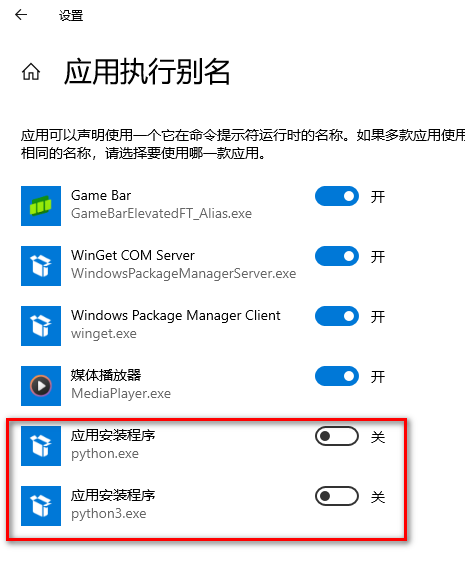 设置
应用执行别名
应用可以声明使用一个它在命令提示符运行时的名称。如果多款应用使用
相同的名称，请选择要使用哪一款应用。
Game Bar
GameBarElevatedFT_Alias.exe
开
WinGet COM Server
WindowsPackageManagerServer.exe
开
Windows Package Manager Client
winget.exe
开
媒体播放器
MediaPlayer.exe
开
应用安装程序
python.exe
关
应用安装程序
python3.exe
关